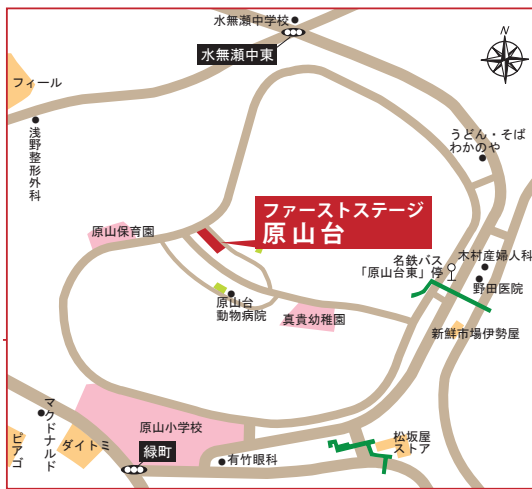 水無瀬中学校
水無瀬中東
N
フィール
浅野整形外科
うどん・そば
わかのや
ファーストステージ
原山台
原山保育園
名鉄バス
「原山台東」停
木村産婦人科
野田医院
原山台
動物病院
真貴幼稚園
新鮮市場伊勢屋
マクドナルド
ピアゴ
ダイトミ
原山小学校
緑町
有竹眼科
松坂屋
ストア